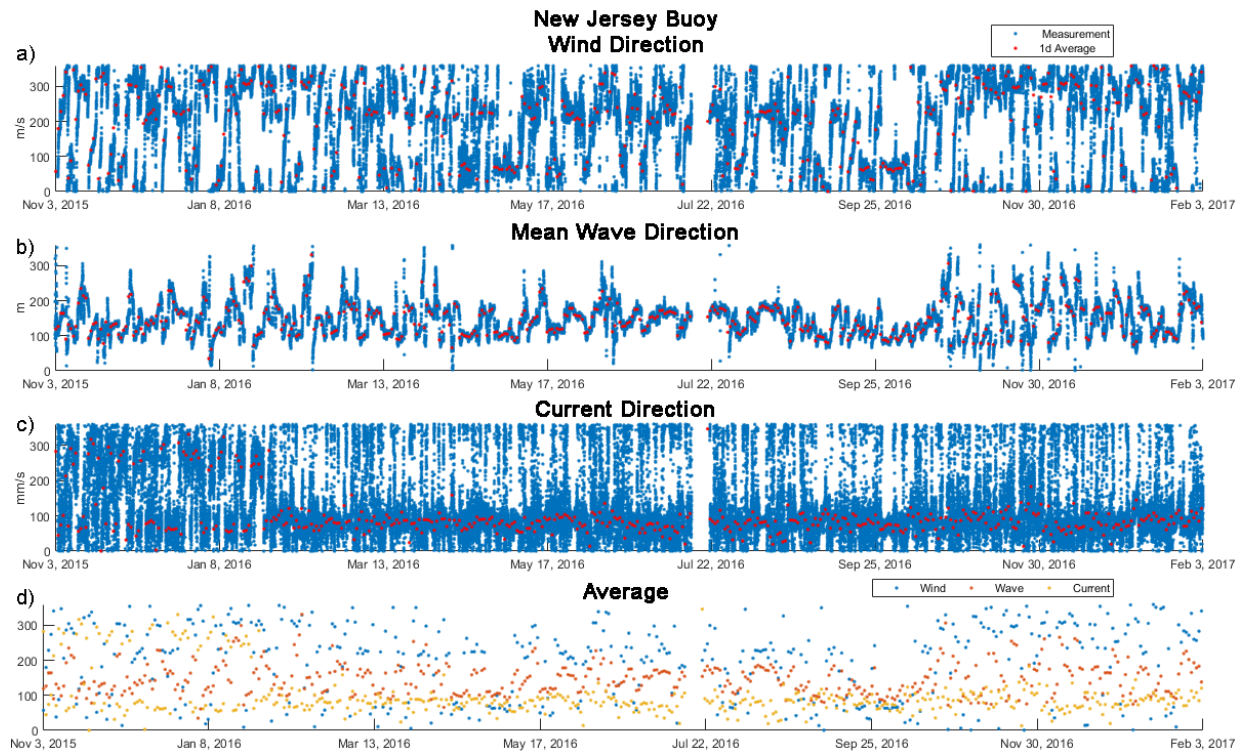 New Jersey Buoy
Wind Direction
Measurement
1d Average
a)
300
200
100
0
m/s
Nov 3, 2015 Jan 8, 2016 Mar 13, 2016 May 17, 2016 Jul 22, 2016 Sep 25, 2016 Nov 30, 2016 Feb 3, 2017
Mean Wave Direction
b)
300
200
100
0
m
Nov 3, 2015 Jan 8, 2016 Mar 13, 2016 May 17, 2016 Jul 22, 2016 Sep 25, 2016 Nov 30, 2016 Feb 3, 2017
Current Direction
c)
300
200
100
0
mm/s
Nov 3, 2015 Jan 8, 2016 Mar 13, 2016 May 17, 2016 Jul 22, 2016 Sep 25, 2016 Nov 30, 2016 Feb 3, 2017
Average
Wind Wave Current
d)
300
200
100
0
Nov 3, 2015 Jan 8, 2016 Mar 13, 2016 May 17, 2016 Jul 22, 2016 Sep 25, 2016 Nov 30, 2016 Feb 3, 2017